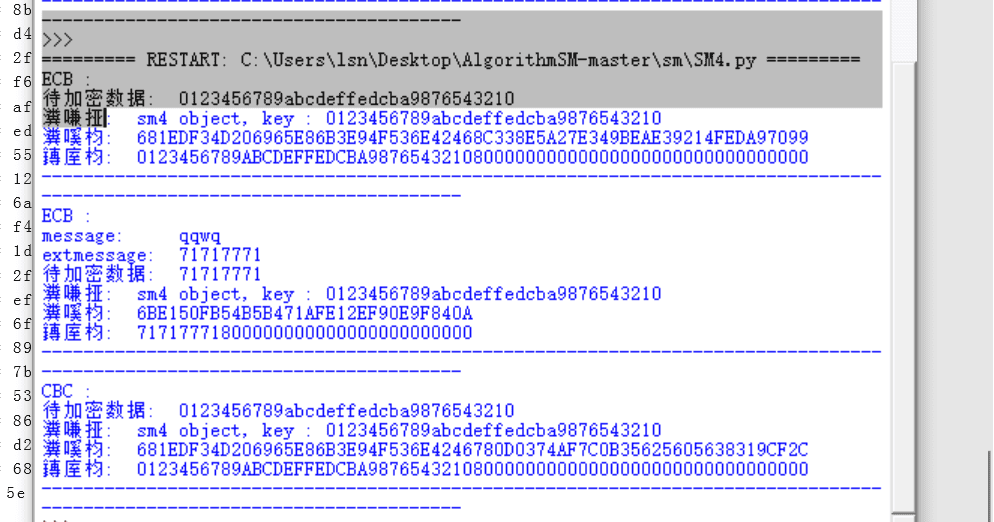 8b
d4
2f
f6
af
ed
55
12
6a
f4
1d
2f
ef
6f
89
7b
53
86
d2
68
5e
--------------------------------------------------------------------------------
----------------------------------------
>>>
========= RESTART: C:\Users\lsn\Desktop\AlgorithmSM-master\sm\SM4.py =========
ECB :
待加密数据:  0123456789abcdeffedcba9876543210
瀵嗛挜:  sm4 object, key : 0123456789abcdeffedcba9876543210
瀵嗘枃:  681EDF34D206965E86B3E94F536E42468C338E5A27E349BEAE39214FEDA97099
鏄庢枃:  0123456789ABCDEFFEDCBA987654321080000000000000000000000000000000
--------------------------------------------------------------------------------
----------------------------------------
ECB :
message:     qqwq
extmessage:  71717771
待加密数据:  71717771
瀵嗛挜:  sm4 object, key : 0123456789abcdeffedcba9876543210
瀵嗘枃:  6BE150FB54B5B471AFE12EF90E9F840A
鏄庢枃:  71717771800000000000000000000000
--------------------------------------------------------------------------------
----------------------------------------
CBC :
待加密数据:  0123456789abcdeffedcba9876543210
瀵嗛挜:  sm4 object, key : 0123456789abcdeffedcba9876543210
瀵嗘枃:  681EDF34D206965E86B3E94F536E4246780D0374AF7C0B35625605638319CF2C
鏄庢枃:  0123456789ABCDEFFEDCBA987654321080000000000000000000000000000000
--------------------------------------------------------------------------------
----------------------------------------
>>>